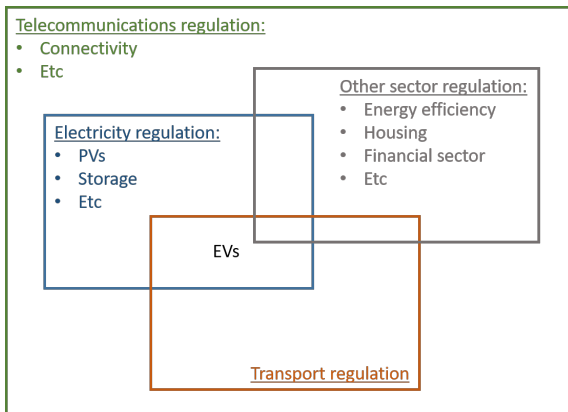 Telecommunications regulation:
• Connectivity
• Etc
Other sector regulation:
• Energy efficiency
• Housing
• Financial sector
• Etc
Electricity regulation:
• PVs
• Storage
• Etc
EVs
Transport regulation